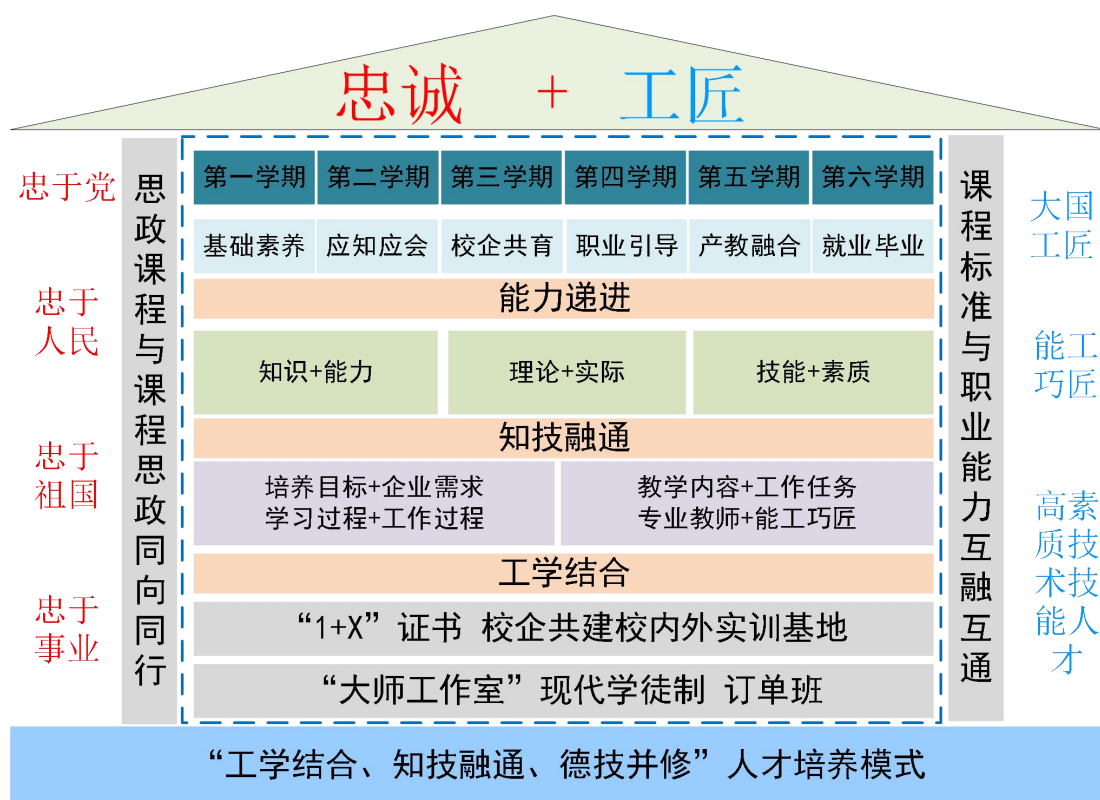 忠诚 + 工匠
忠于党
忠于
人民
忠于
祖国
忠于
事业
思政课程与课程思政同向同行
第一学期 第二学期 第三学期 第四学期 第五学期 第六学期
基础素养 应知应会 校企共育 职业引导 产教融合 就业毕业
能力递进
知识+能力 理论+实际 技能+素质
知技融通
培养目标+企业需求
学习过程+工作过程
教学内容+工作任务
专业教师+能工巧匠
工学结合
“1+X”证书 校企共建校内外实训基地
“大师工作室”现代学徒制 订单班
课程标准与职业能力互融互通
大国
工匠
能工
巧匠
高素
质技
术技
能人
才
“工学结合、知技融通、德技并修”人才培养模式